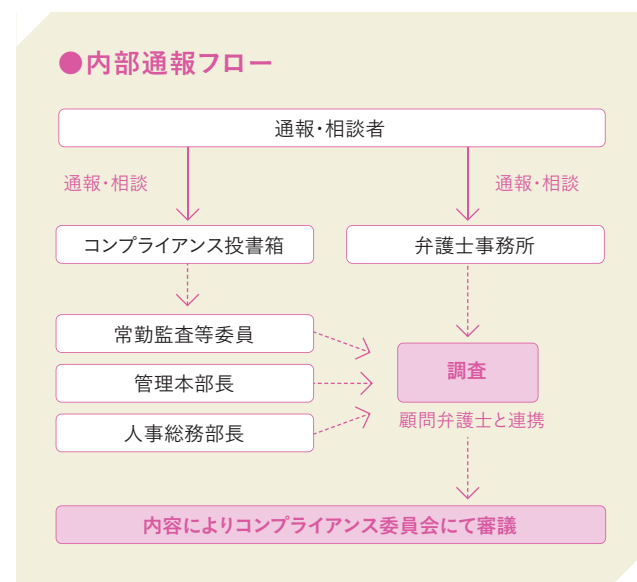 ●内部通報フロー
通報・相談者
通報・相談
通報・相談
コンプライアンス投書箱
弁護士事務所
常勤監査等委員
管理本部長
人事総務部長
調査
顧問弁護士と連携
内容によりコンプライアンス委員会にて審議